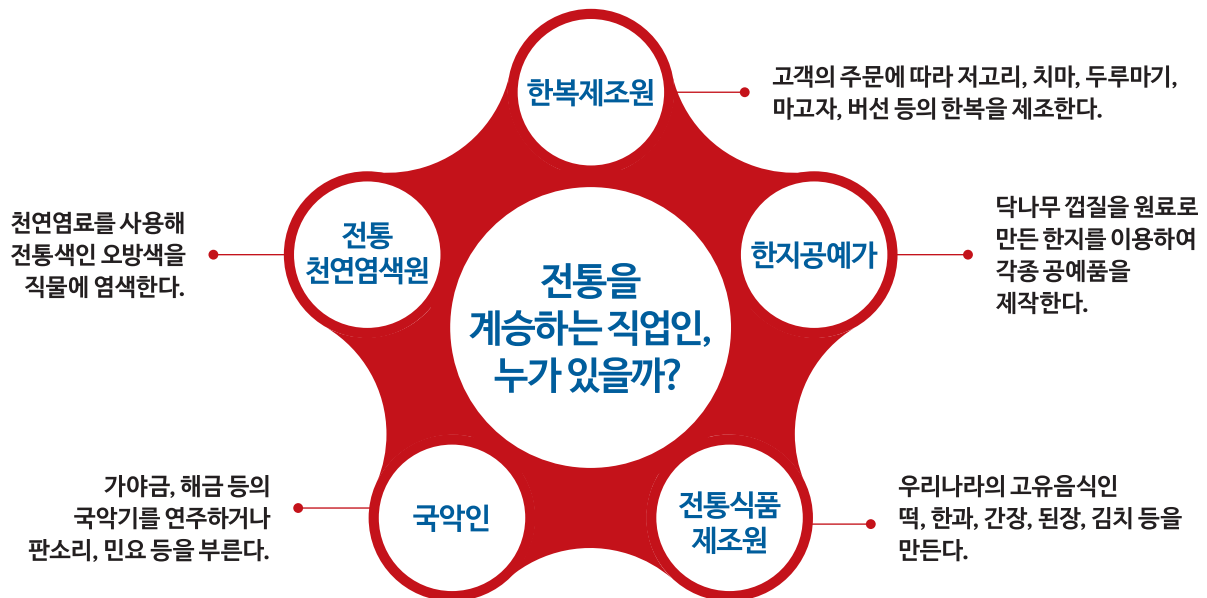 전통을
계승하는 직업인,
누가 있을까?
한복제조원
고객의 주문에 따라 저고리, 치마, 두루마기,
마고자, 버선 등의 한복을 제조한다.
한지공예가
닥나무 껍질을 원료로
만든 한지를 이용하여
각종 공예품을
제작한다.
전통식품
제조원
우리나라의 고유음식인
떡, 한과, 간장, 된장, 김치 등을
만든다.
국악인
가야금, 해금 등의
국악기를 연주하거나
판소리, 민요 등을 부른다.
전통
천연염색원
천연염료를 사용해
전통색인 오방색을
직물에 염색한다.